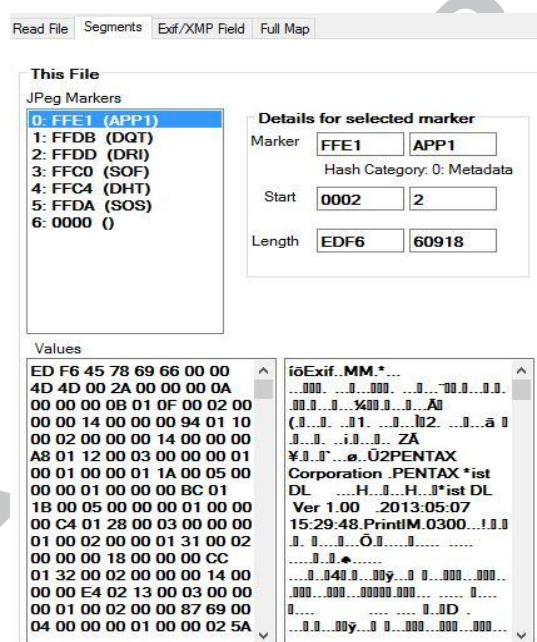 Read File Segments Exif/XMP Field Full Map
This File
JPeg Markers
0: FFE1 (APP1)
1: FFDB (DQT)
2: FFDD (DRI)
3: FFC0 (SOF)
4: FFC4 (DHT)
5: FFDA (SOS)
6: 0000 ()
Details for selected marker
Marker FFE1 APP1
Hash Category: 0: Metadata
Start 0002 2
Length EDF6 60918
Values
ED F6 45 78 69 66 00 00
4D 4D 00 2A 00 00 00 0A
00 00 00 0B 01 0F 00 02 00
00 00 14 00 00 00 94 01 10
00 02 00 00 00 14 00 00 00
A8 01 12 00 03 00 00 00 01
00 01 00 00 01 1A 00 05 00
00 00 01 00 00 00 BC 01
1B 00 05 00 00 00 01 00 00
00 C4 01 28 00 03 00 00 00
01 00 02 00 00 01 31 00 02
00 00 00 18 00 00 00 CC
01 32 00 02 00 00 00 14 00
00 00 E4 02 13 00 03 00 00
00 01 00 02 00 00 87 69 00
04 00 00 00 01 00 00 02 5A
íöExif..MM.*...
PENTAX
Corporation .PENTAX *ist
DL ....H...H...*ist DL
Ver 1.00 .2013:05:07
15:29:48.PrintIM.0300